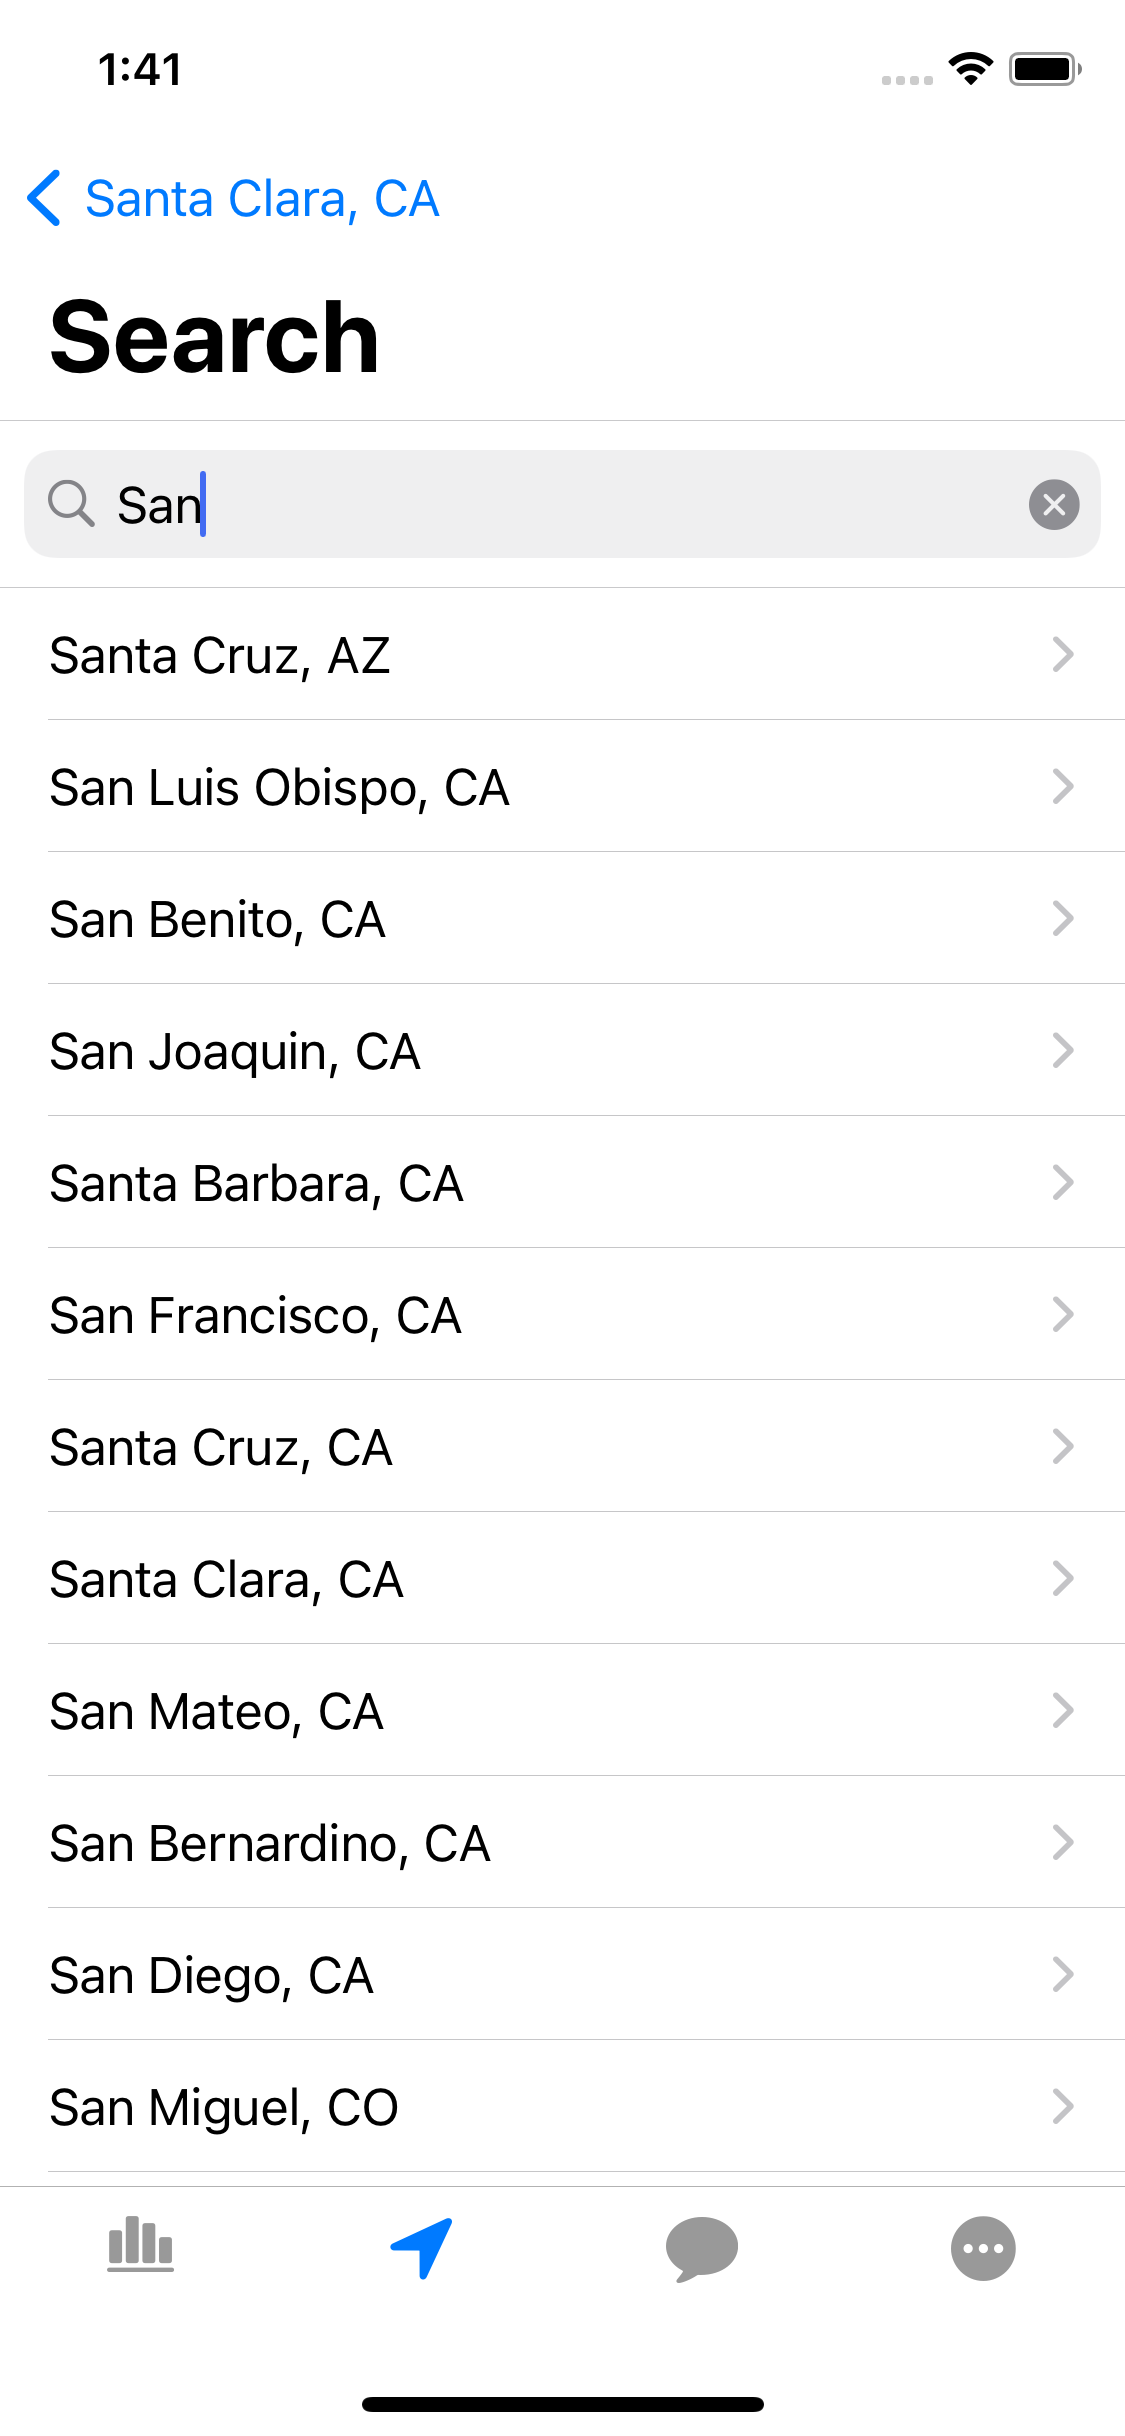 1:41
Santa Clara, CA
Search
San
Santa Cruz, AZ
San Luis Obispo, CA
San Benito, CA
San Joaquin, CA
Santa Barbara, CA
San Francisco, CA
Santa Cruz, CA
Santa Clara, CA
San Mateo, CA
San Bernardino, CA
San Diego, CA
San Miguel, CO